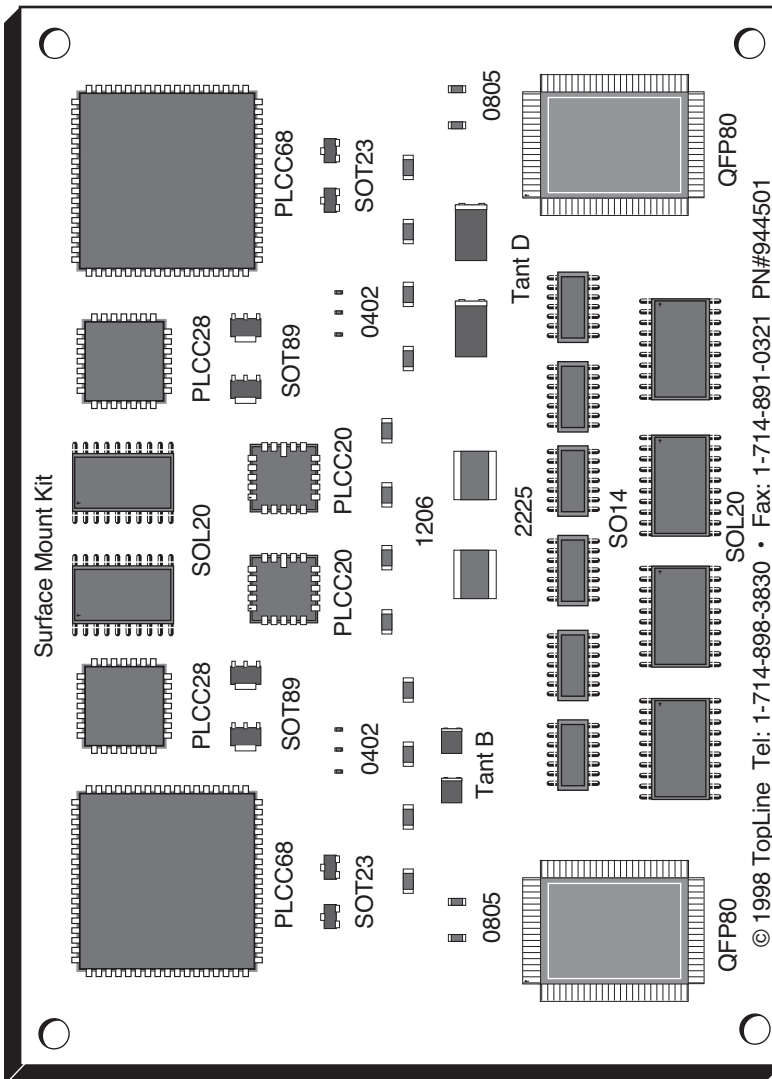 Surface Mount Kit
PLCC68
PLCC28
SOL20
PLCC28
PLCC68
SOT23
SOT89
PLCC20
PLCC20
SOT89
SOT23
0402
0402
1206
0805
Tant B
2225
Tant D
0805
QFP80
SO14
SOL20
QFP80
© 1998 TopLine Tel: 1-714-898-3830 • Fax: 1-714-891-0321 PN#944501